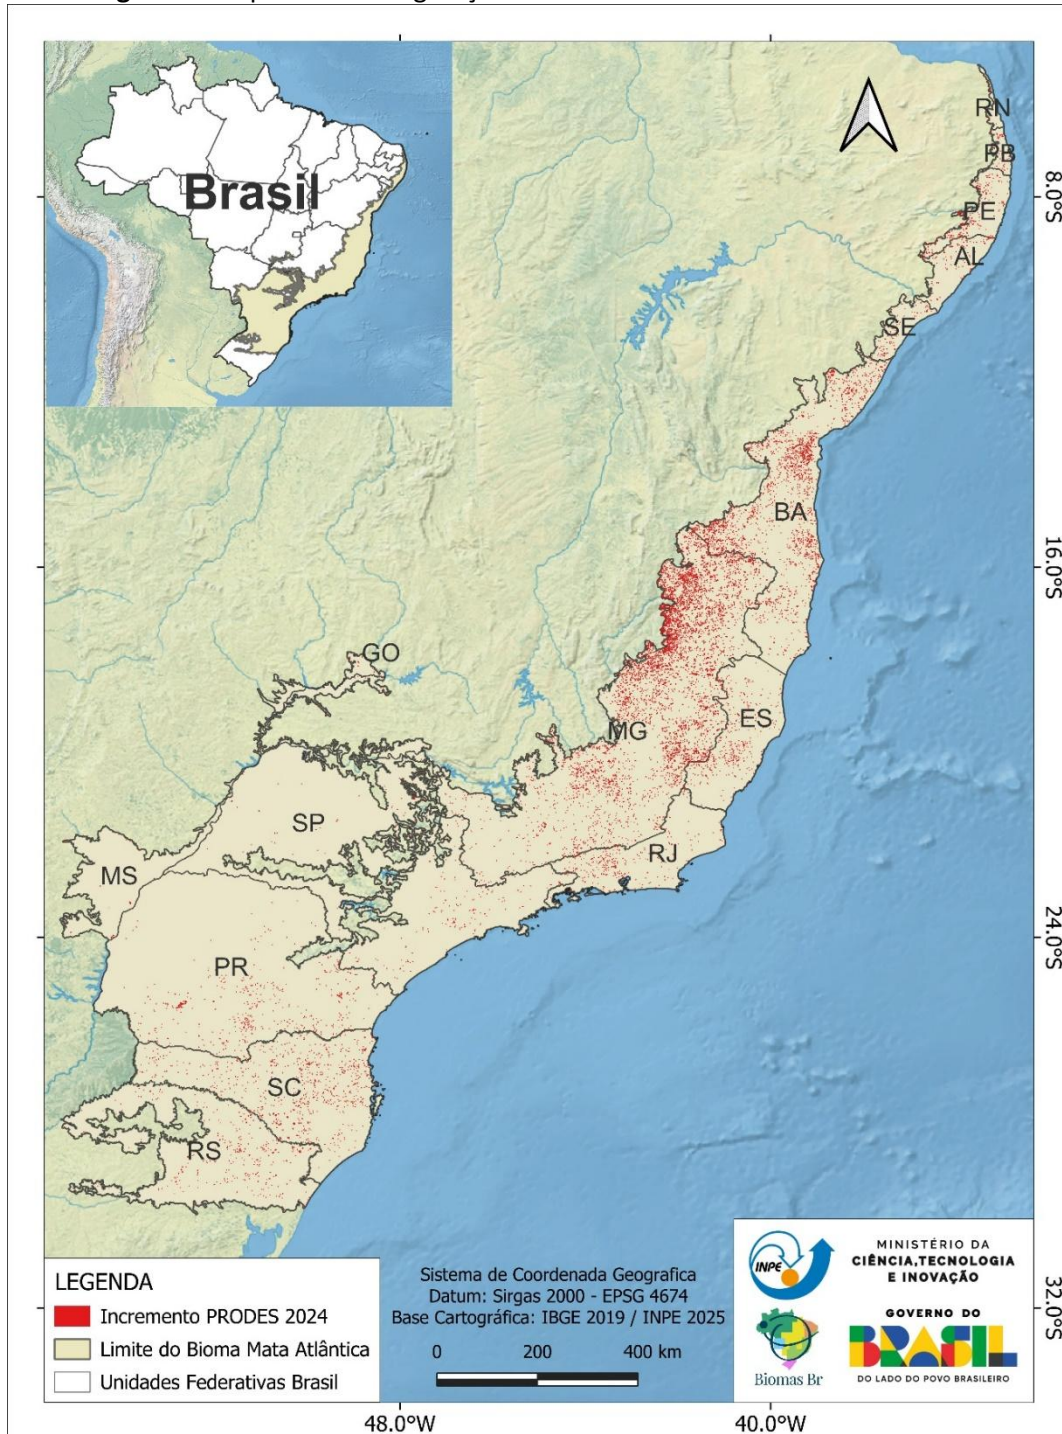 Brasil
RN
PB
PE
AL
SE
BA
GO
MG
ES
SP
RJ
MS
PR
SC
RS
8.0°S
16.0°S
24.0°S
32.0°S
LEGENDA
Incremento PRODES 2024
Limite do Bioma Mata Atlântica
Unidades Federativas Brasil
Sistema de Coordenada Geografica
Datum: Sirgas 2000 - EPSG 4674
Base Cartográfica: IBGE 2019 / INPE 2025
0 200 400 km
INPE
MINISTÉRIO DA
CIÊNCIA,TECNOLOGIA
E INOVAÇÃO
Biomas Br
GOVERNO DO
BRASIL
DO LADO DO POVO BRASILEIRO
48.0°W
40.0°W